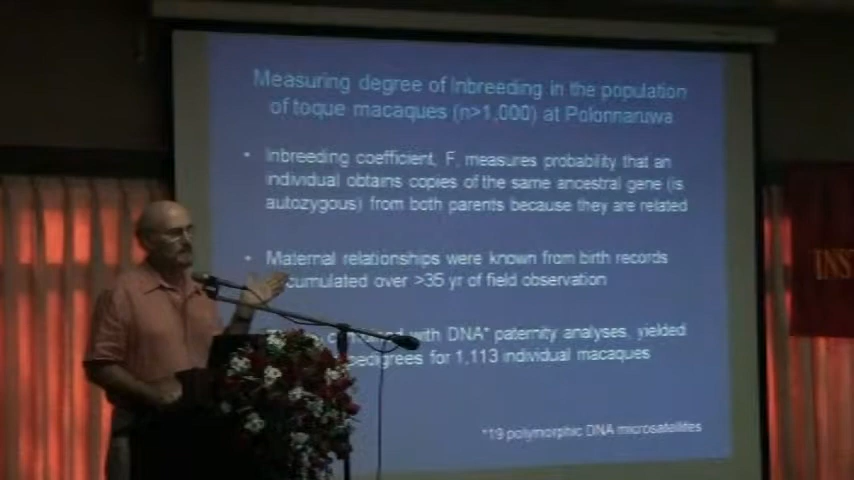 Measuring degree of Inbreeding in the population
of toque macaques (n>1,000) at Polonnaruwa
• Inbreeding coefficient, F, measures probability that an
individual obtains copies of the same ancestral gene (is
autozygous) from both parents because they are related
• Maternal relationships were known from birth records
cumulated over >35 yr of field observation
with DNA* paternity analyses, yielded
pedigrees for 1,113 individual macaques
*19 polymorphic DNA microsatellites
INS